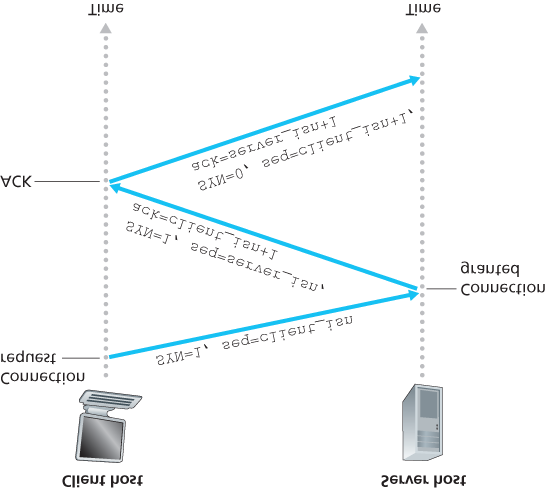 Client host
Server host
Connection
request
SYN=1, seq=client_isn
Connection
granted
SYN=1, seq=server_isn,
ack=client_isn+1
ACK
SYN=0, seq=client_isn+1,
ack=server_isn+1
Time
Time